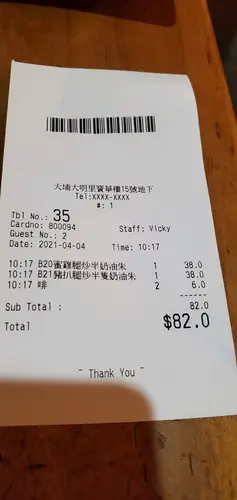 大埔大明里寶華樓15號地下
Tel:XXXX-XXXX
#: 1
Tbl No.: 35
Cardno: 800094 Staff: Vicky
Guest No.: 2
Date: 2021-04-04 Time: 10:17
10:17 B20蜜雞腿炒半奶油朱 1 38.0
10:17 B21豬扒腿炒半隻奶油朱 1 38.0
10:17 啡 2 6.0
------
Sub Total : 82.0
Total $82.0
~ Thank You ~